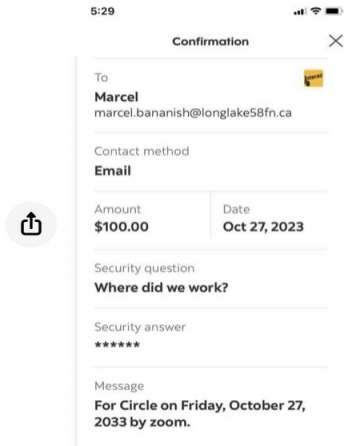 5:29
Confirmation
To
Interac
Marcel
marcel.bananish@longlake58fn.ca
Contact method
Email
Amount
$100.00
Date
Oct 27, 2023
Security question
Where did we work?
Security answer
******
Message
For Circle on Friday, October 27,
2033 by zoom.